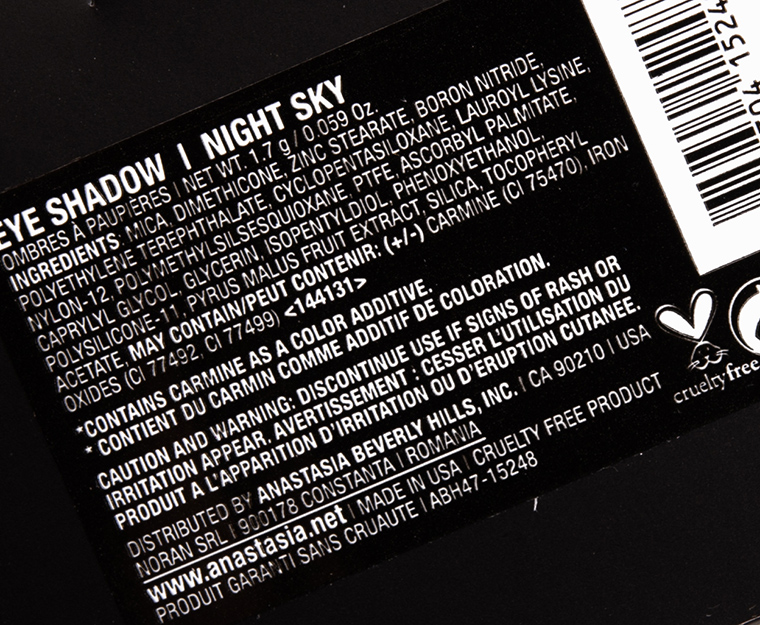 EYE SHADOW | NIGHT SKY
OMBRES À PAUPIÈRES | NET WT. 1.7 g / 0.059 Oz.
INGREDIENTS: MICA, DIMETHICONE, ZINC STEARATE, BORON NITRIDE,
POLYETHYLENE TEREPHTHALATE, CYCLOPENTASILOXANE, LAUROYL LYSINE,
NYLON-12, POLYMETHYLSILSESQUIOXANE, PTFE, ASCORBYL PALMITATE,
CAPRYLYL GLYCOL, GLYCERIN, ISOPENTYLDIOL, PHENOXYETHANOL,
POLYSILICONE-11, PYRUS MALUS FRUIT EXTRACT, SILICA, TOCOPHERYL
ACETATE, MAY CONTAIN/PEUT CONTENIR: (+/-) CARMINE (CI 75470), IRON
OXIDES (CI 77492, CI 77499) <144131>
*CONTAINS CARMINE AS A COLOR ADDITIVE.
* CONTIENT DU CARMIN COMME ADDITIF DE COLORATION.
CAUTION AND WARNING: DISCONTINUE USE IF SIGNS OF RASH OR
IRRITATION APPEAR. AVERTISSEMENT : CESSER L'UTILISATION DU
PRODUIT A L'APPARITION D'IRRITATION OU D'ERUPTION CUTANEE.
DISTRIBUTED BY ANASTASIA BEVERLY HILLS, INC. | CA 90210 | USA
NORAN SRL | 900178 CONSTANTA | ROMANIA
www.anastasia.net | MADE IN USA | CRUELTY FREE PRODUCT
PRODUIT GARANTI SANS CRUAUTE | ABH47-15248
crueltyfree
04 1524